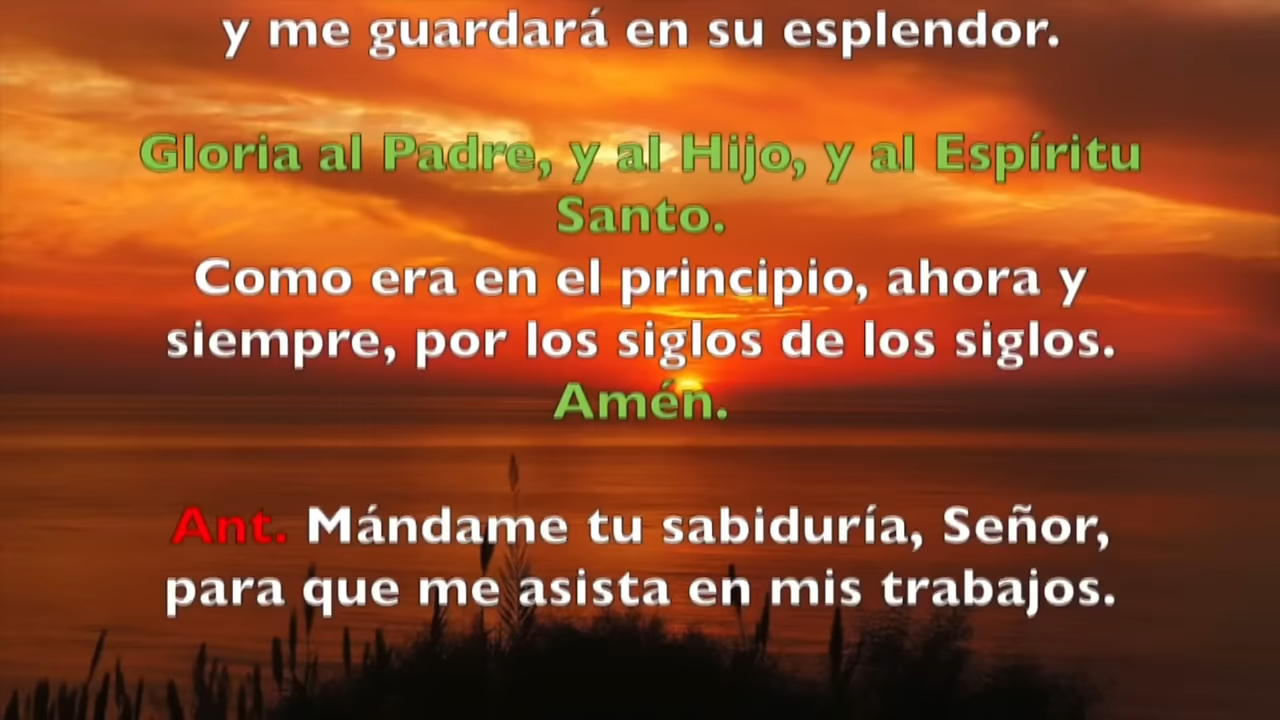 y me guardará en su esplendor.
Gloria al Padre, y al Hijo, y al Espíritu
Santo.
Como era en el principio, ahora y
siempre, por los siglos de los siglos.
Amén.
Ant. Mándame tu sabiduría, Señor,
para que me asista en mis trabajos.